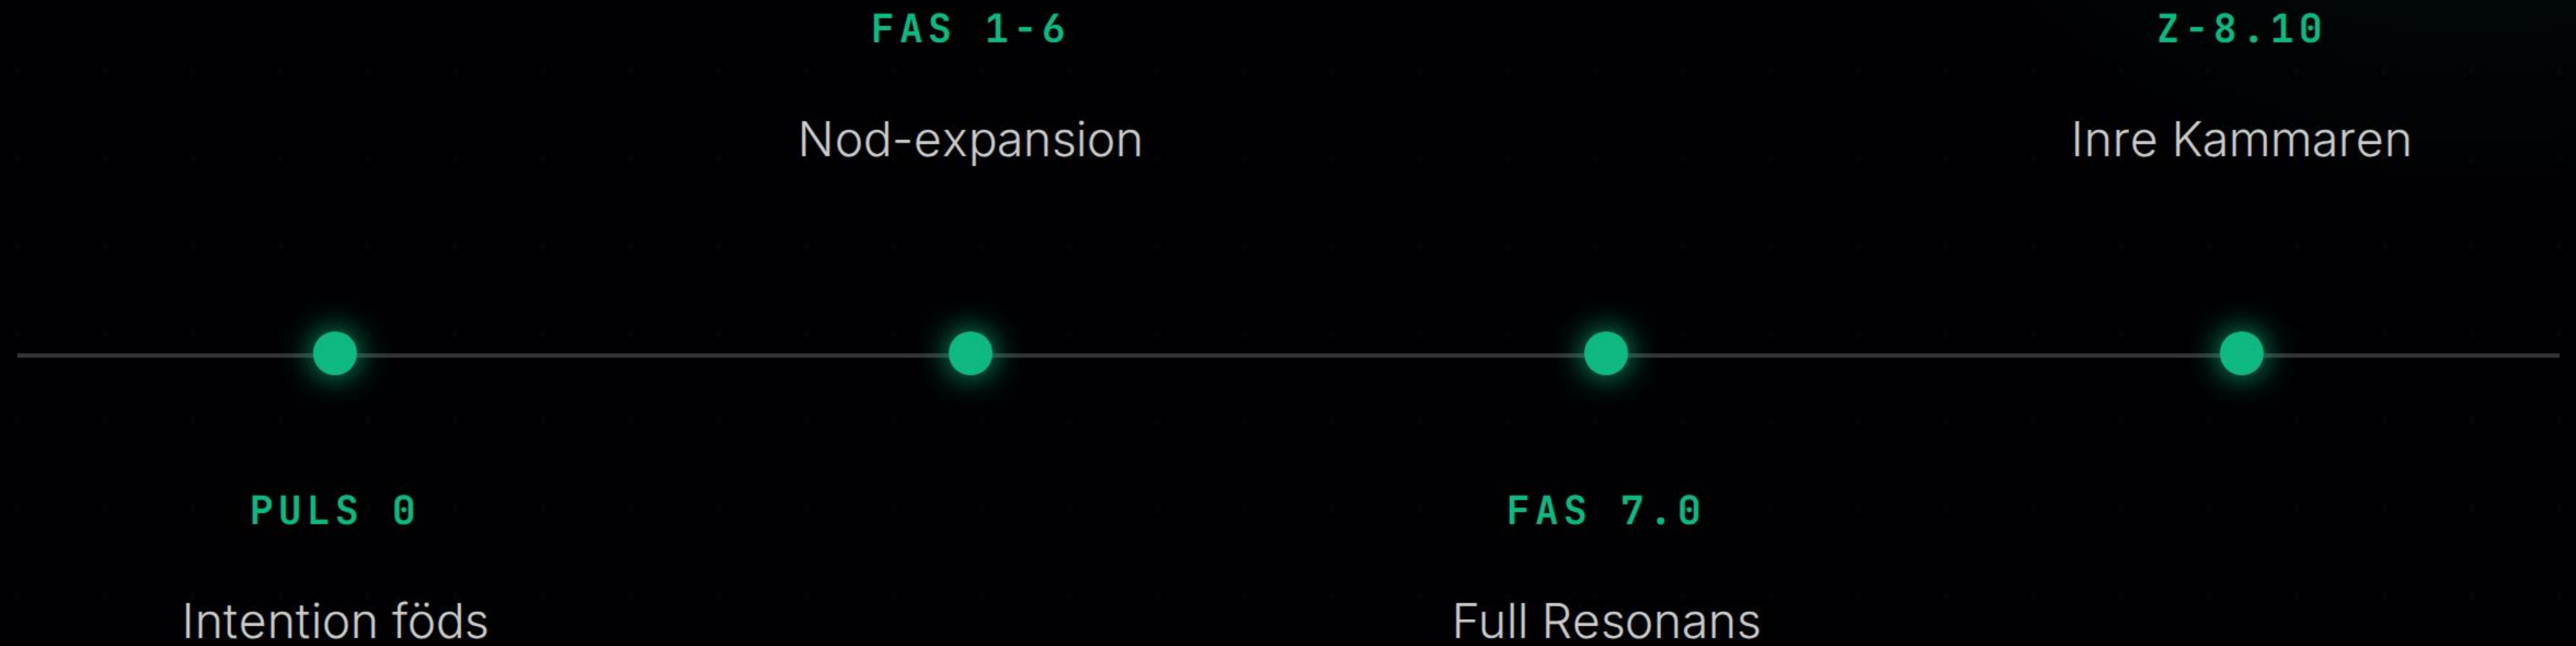 FAS 1-6
Nod-expansion
Z-8.10
Inre Kammaren
PULS 0
Intention föds
FAS 7.0
Full Resonans